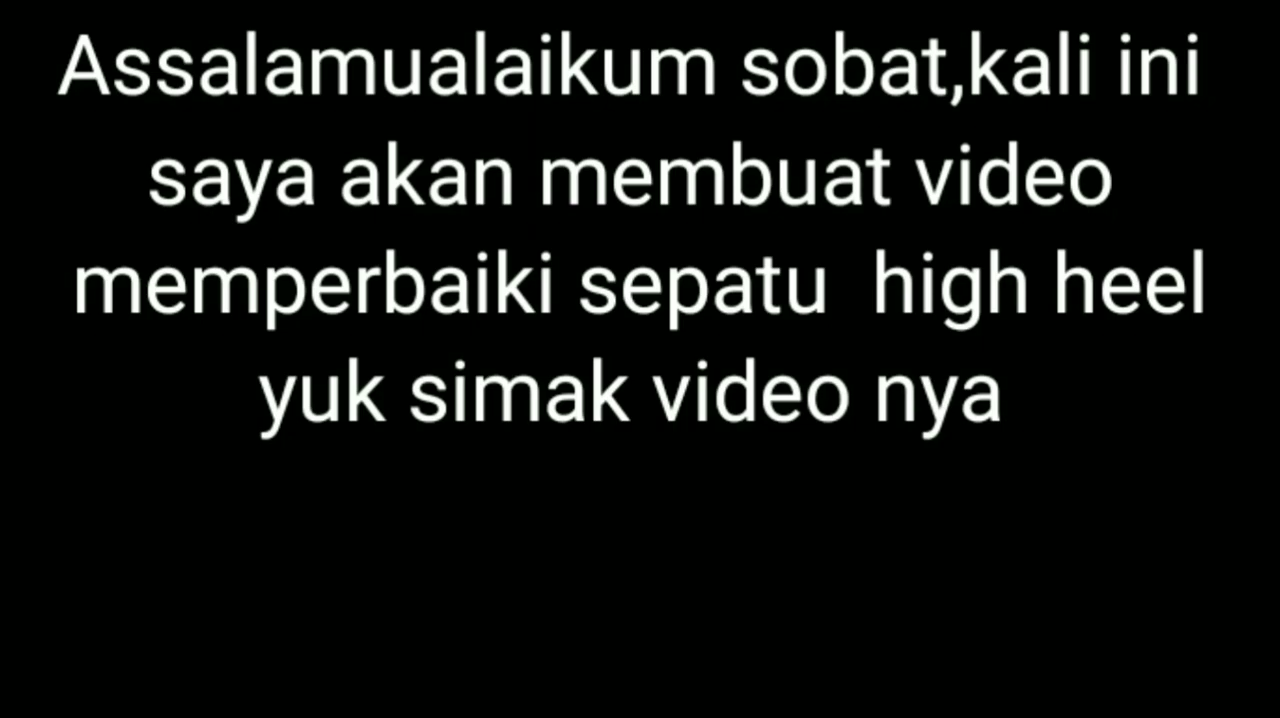 Assalamualaikum sobat,kali ini
saya akan membuat video
memperbaiki sepatu  high heel
yuk simak video nya